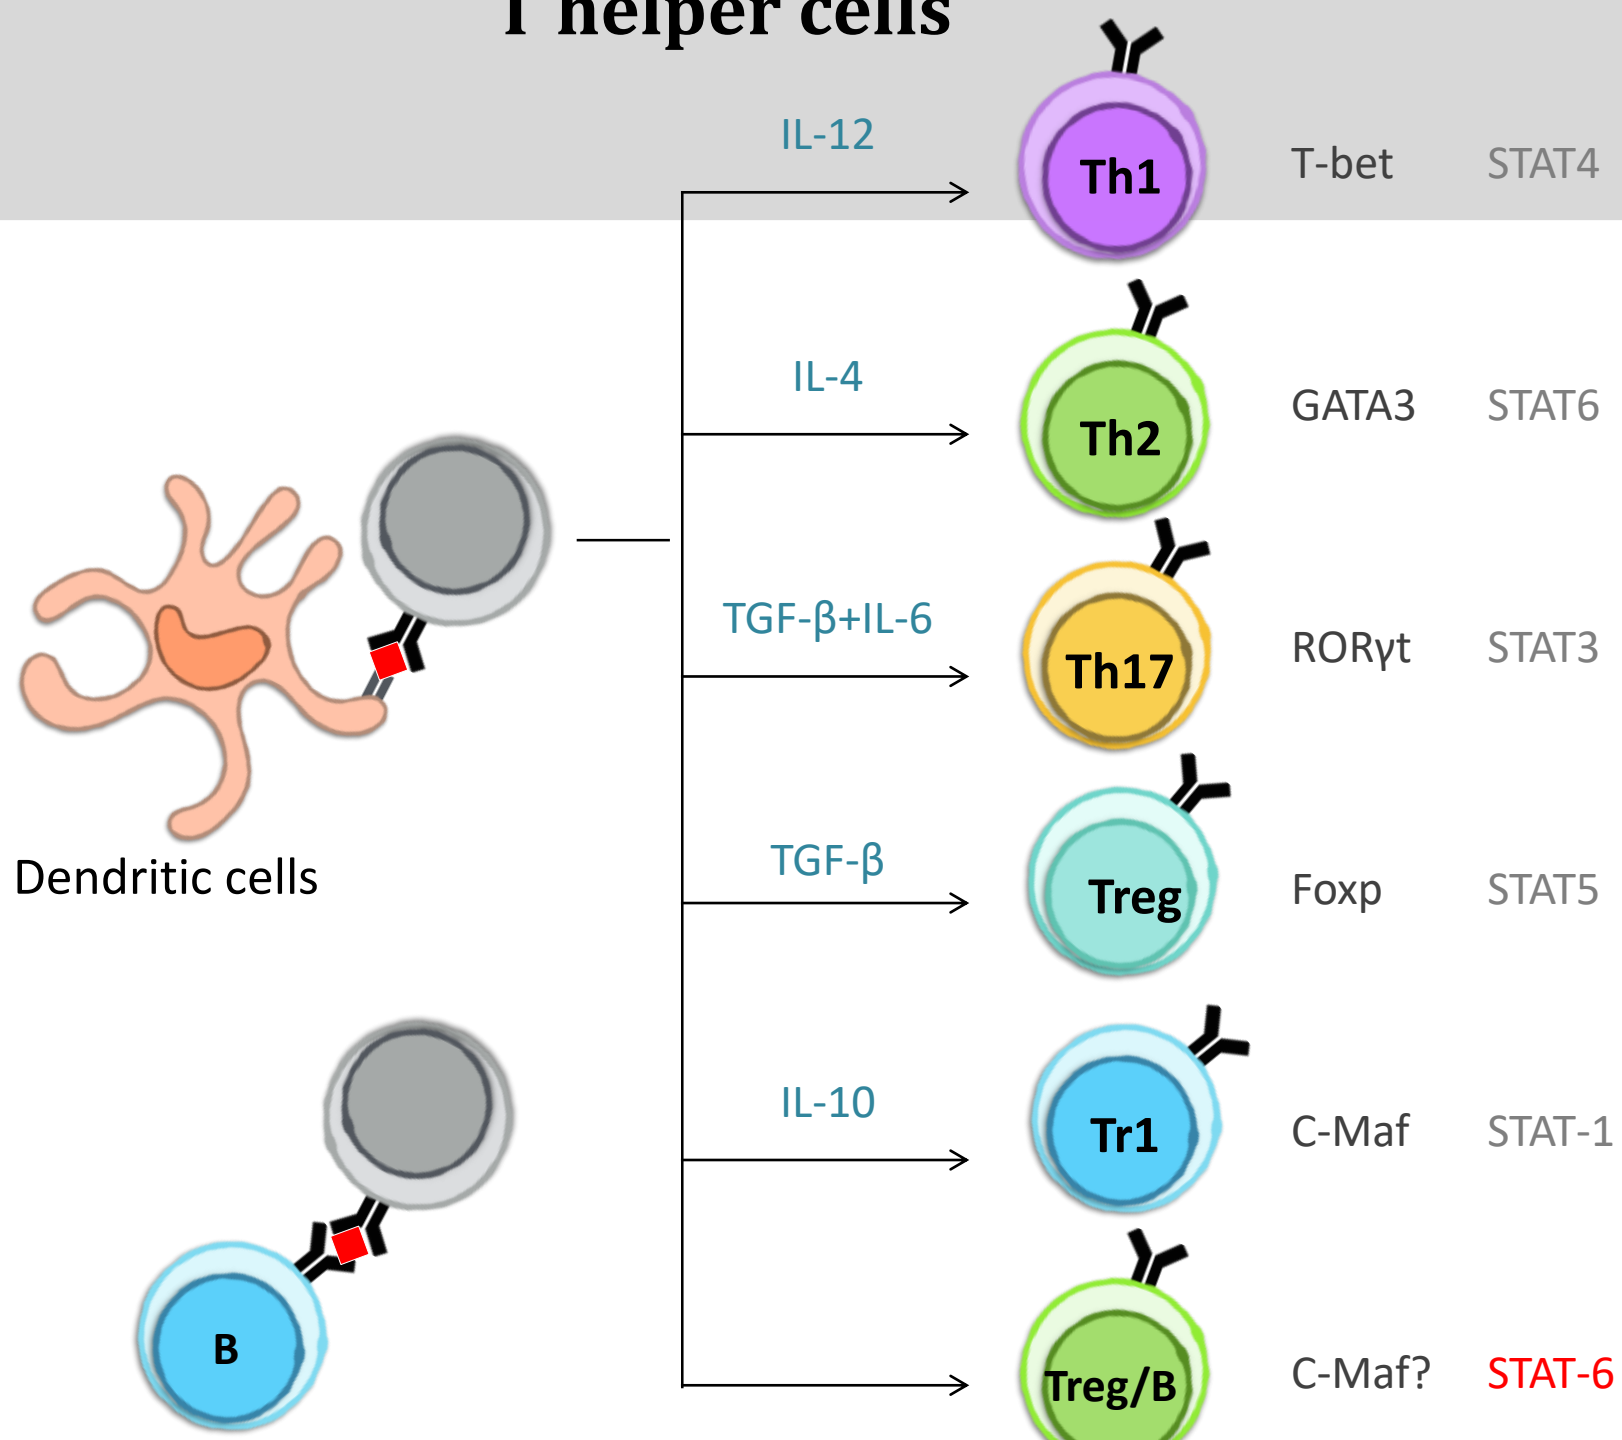 T helper cells
IL-12
Th1
T-bet
STAT4
IL-4
Th2
GATA3
STAT6
TGF-β+IL-6
Th17
RORγt
STAT3
TGF-β
Treg
Foxp
STAT5
Dendritic cells
IL-10
Tr1
C-Maf
STAT-1
B
Treg/B
C-Maf?
STAT-6